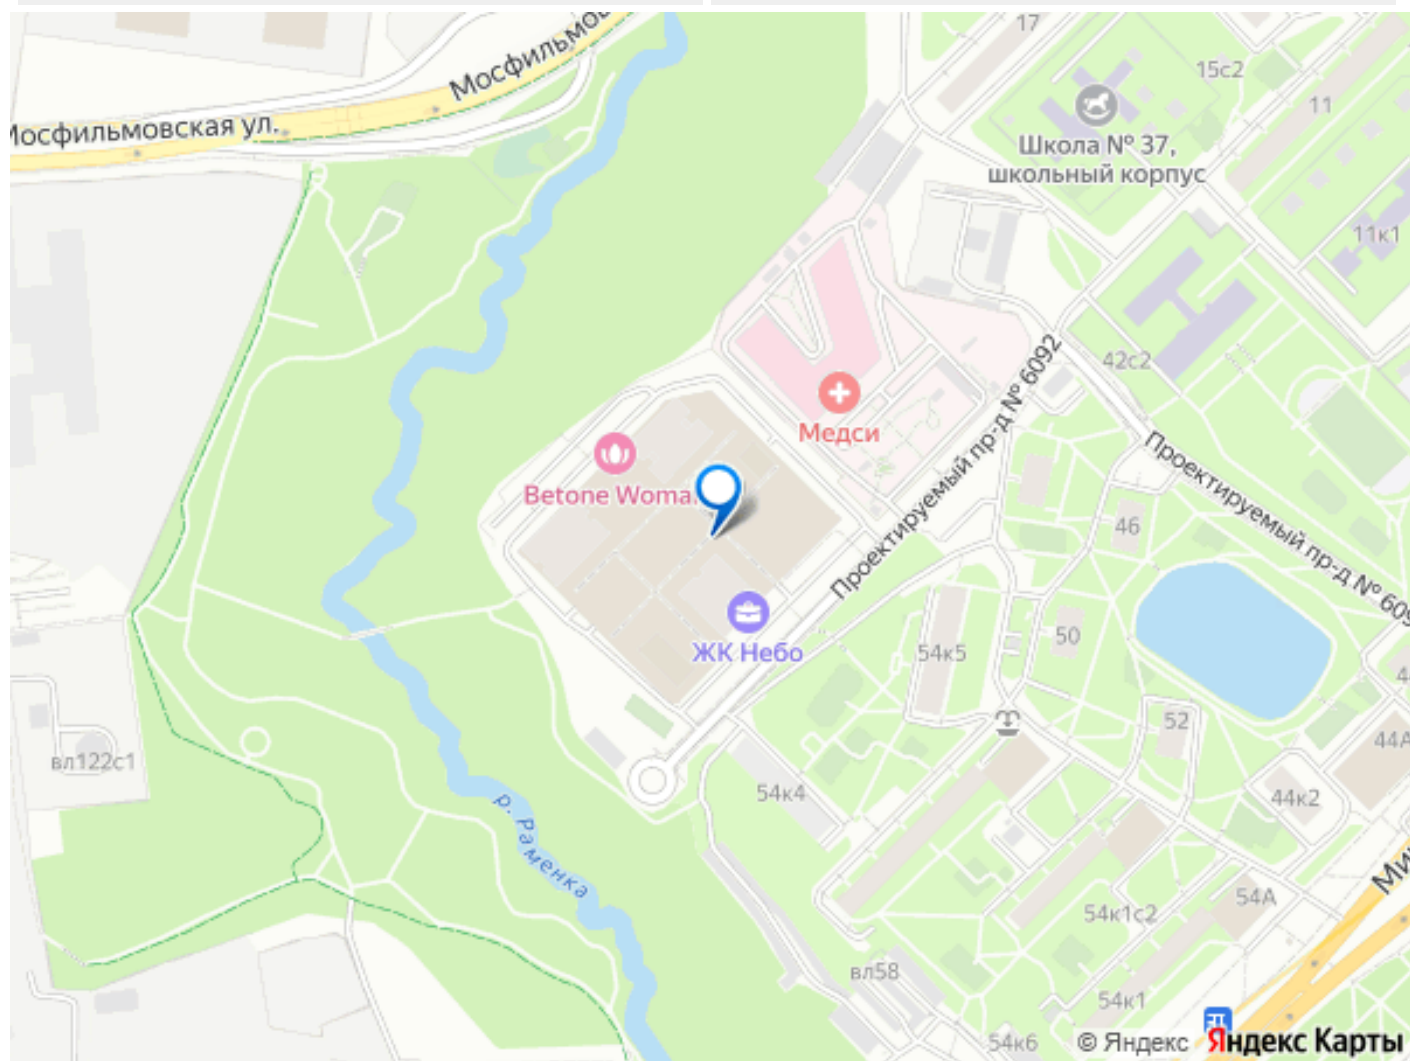 Мосфильмовская ул.
Мосфильмов
17
15с2
11
Школа № 37,
школьный корпус
11к1
42с2
Медси
Проектируемый пр-д № 6092
Betone Woma
Проектируемый пр-д № 609
46
50
54к5
ЖК Небо
52
44А
44к2
вл122с1
54к4
р. Раменка
Ми
54А
54к1с2
вл58
54к1
54к6
© Яндекс Яндекс Карты